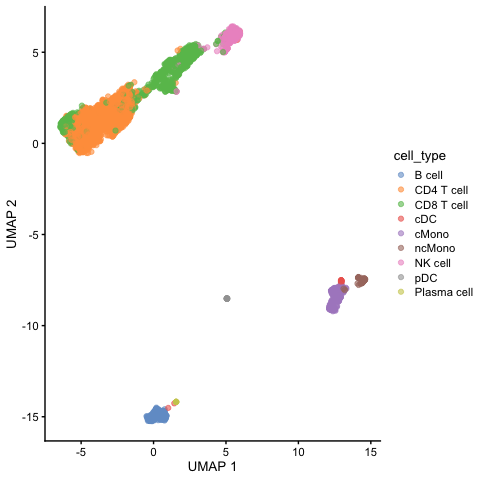 5
0
-5
-10
-15
UMAP 2
-5
0
5
10
15
UMAP 1
cell_type
B cell
CD4 T cell
CD8 T cell
cDC
cMono
ncMono
NK cell
pDC
Plasma cell